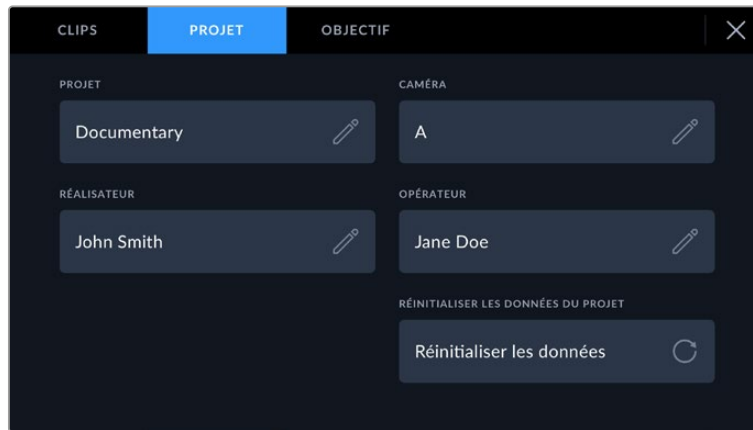 CLIPS PROJET OBJECTIF
PROJET CAMÉRA
Documentary A
RÉALISATEUR OPÉRATEUR
John Smith Jane Doe
RÉINITIALISER LES DONNÉES DU PROJET
Réinitialiser les données